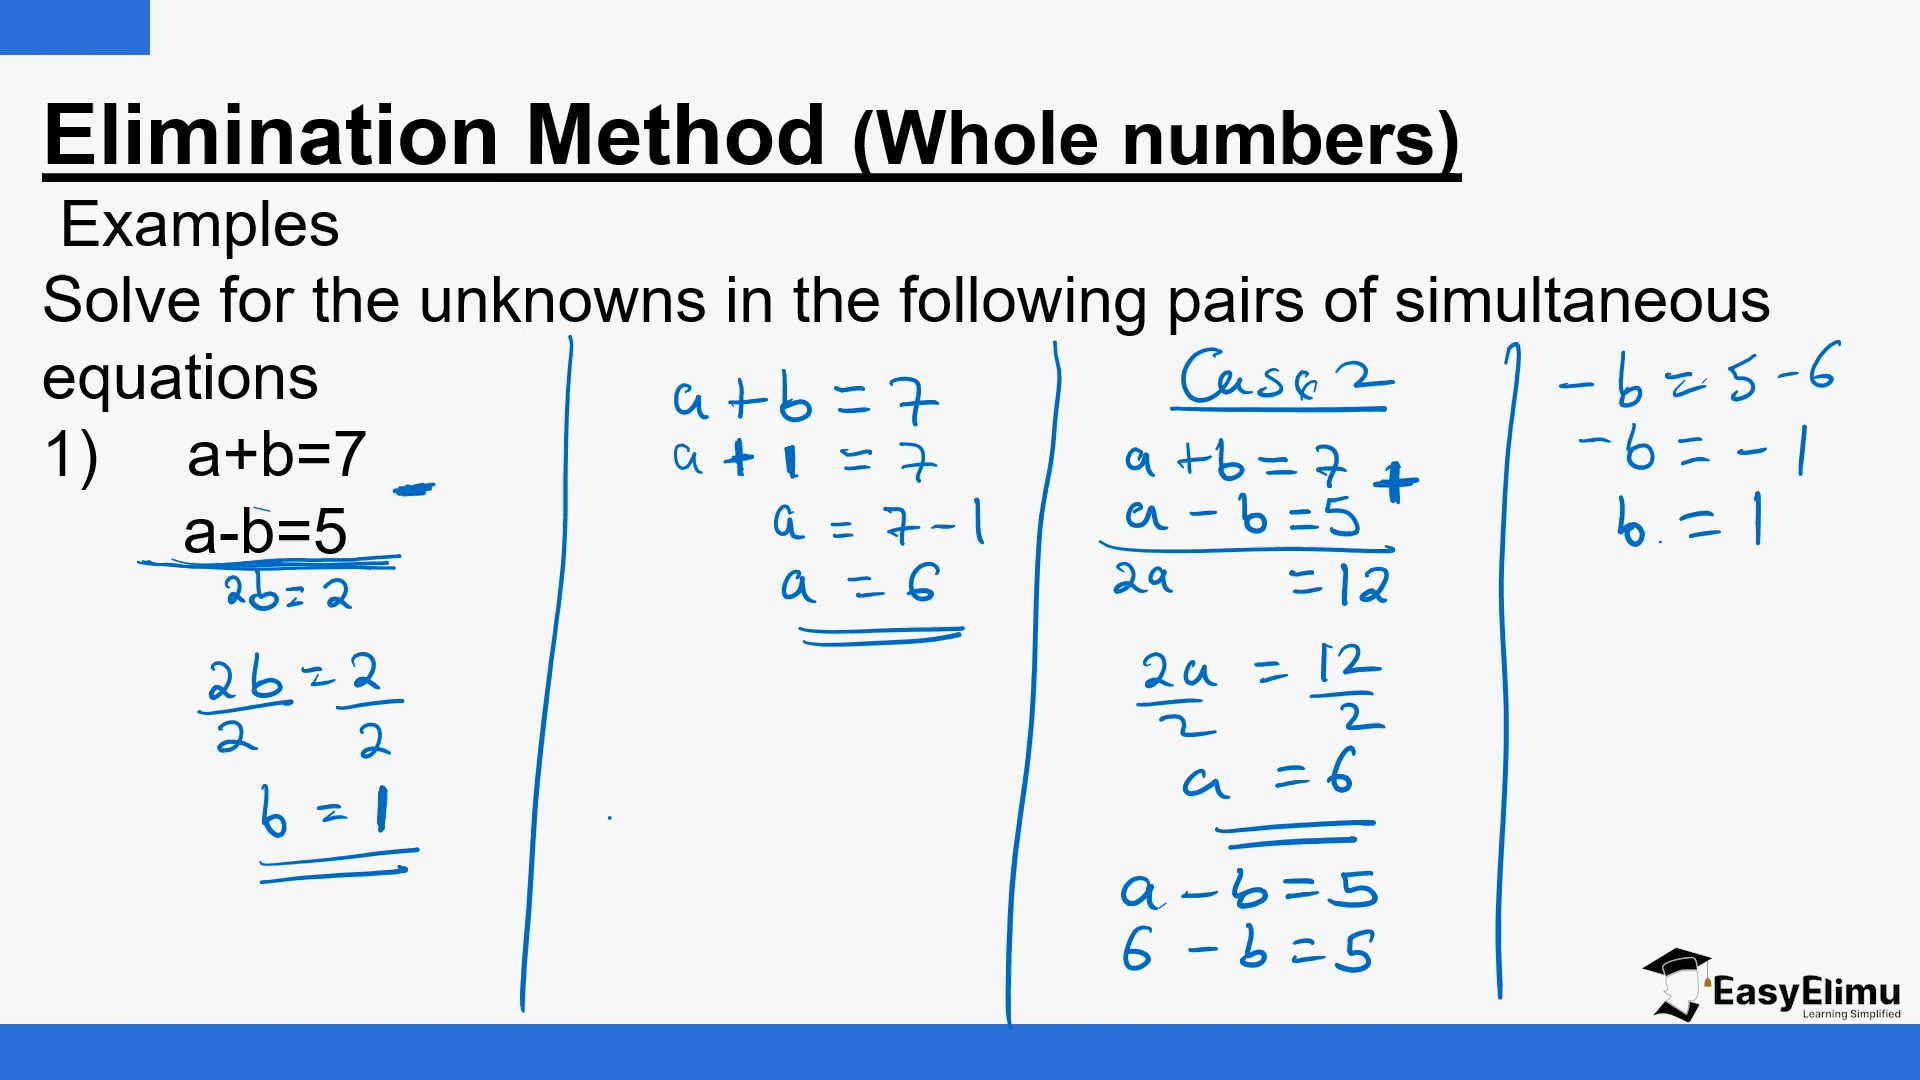 Elimination Method (Whole numbers)
Examples
Solve for the unknowns in the following pairs of simultaneous
equations
1) a+b=7
-
a-b=5
2b = 2
2b = 2
2 2
b = 1
a + b = 7
a + 1 = 7
a = 7 - 1
a = 6
Case 2
a + b = 7 +
a - b = 5
2a = 12
2a = 12
2 2
a = 6
a - b = 5
6 - b = 5
- b = 5 - 6
- b = - 1
b = 1
EasyElimu
Learning Simplified